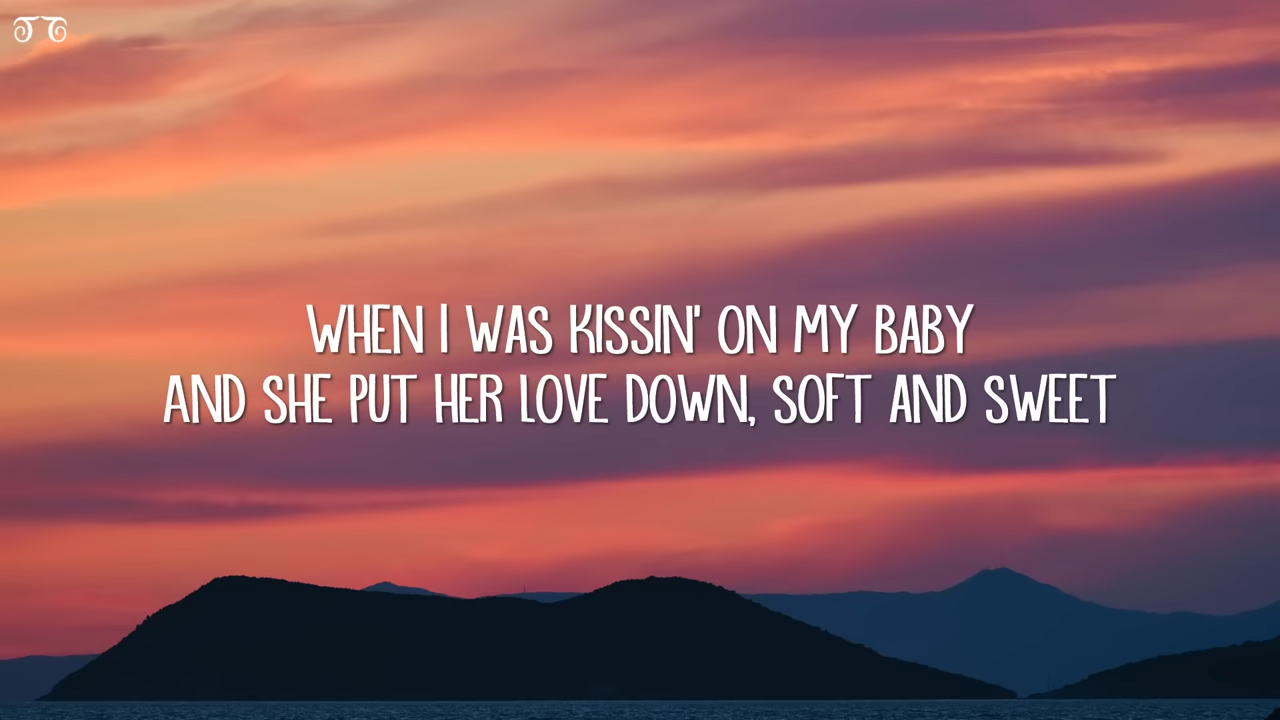 WHEN I WAS KISSIN' ON MY BABY
AND SHE PUT HER LOVE DOWN, SOFT AND SWEET